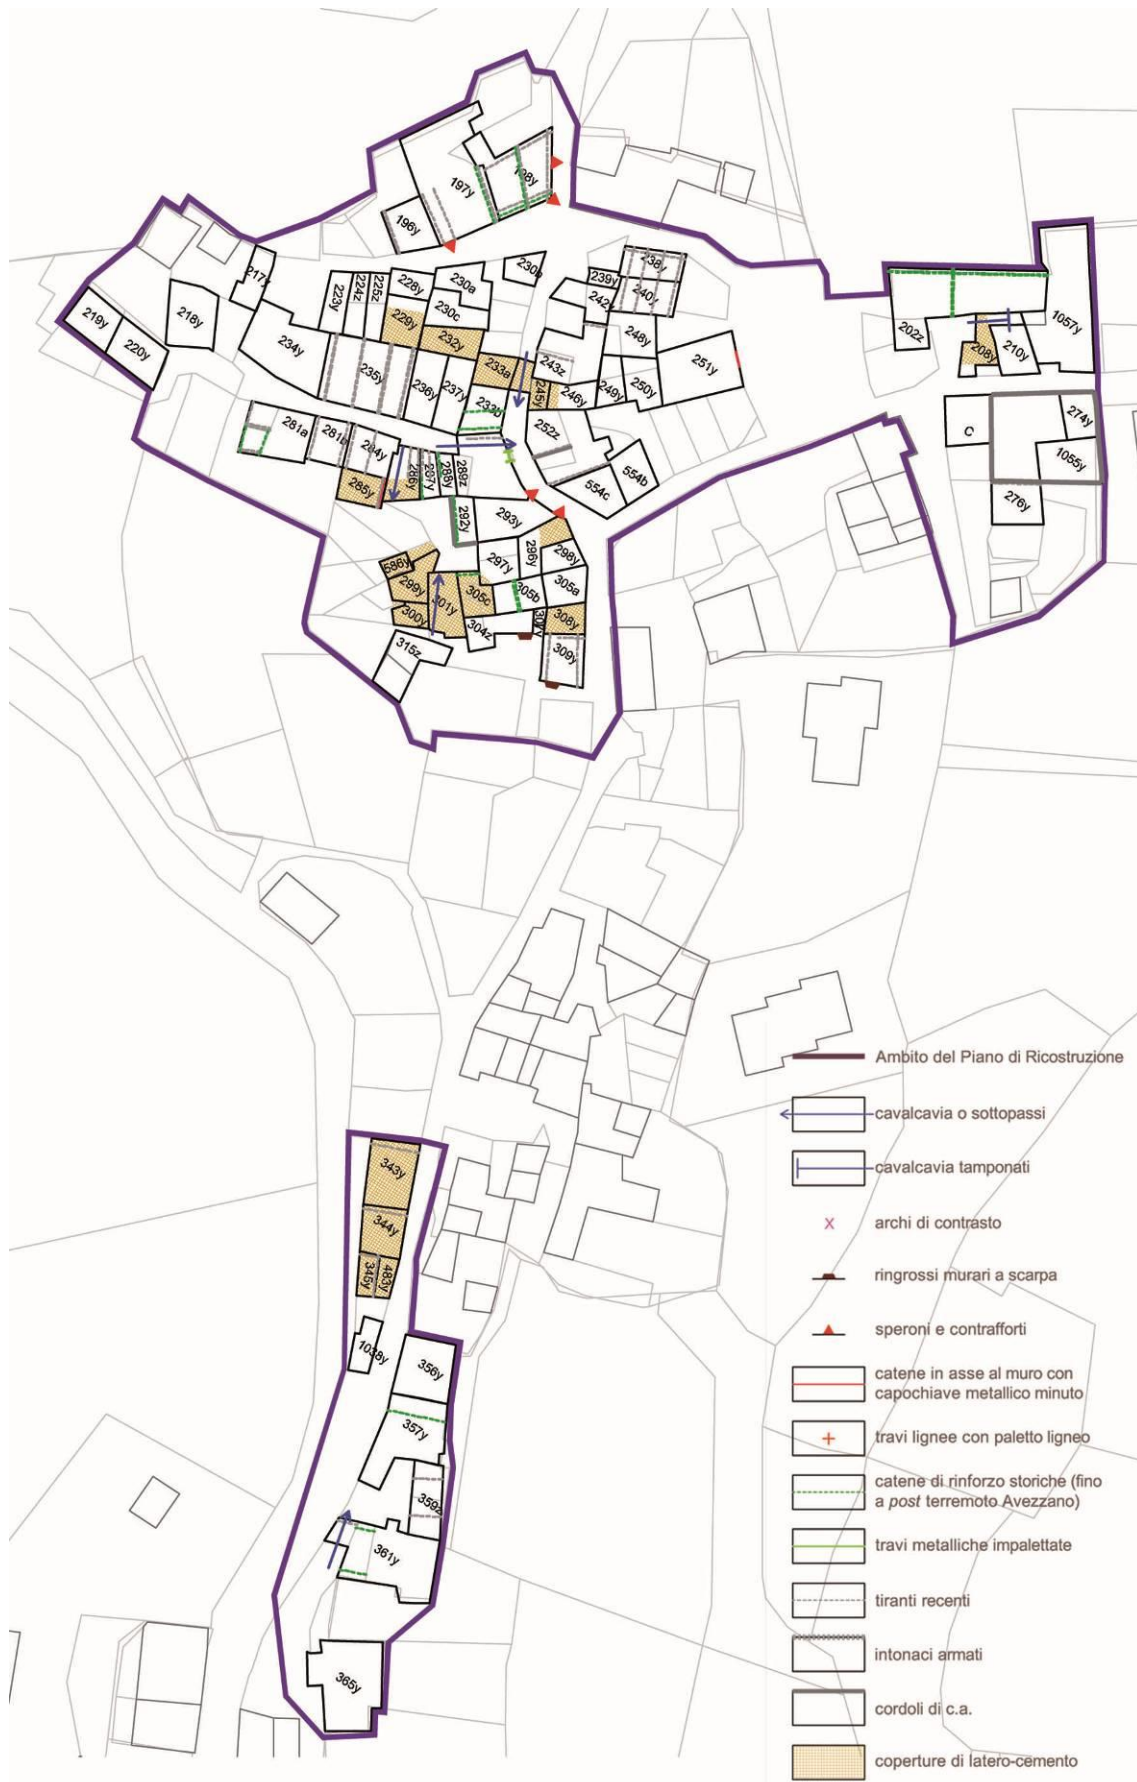 197y
198y
196y
217z
219y
220y
218y
234y
223y
224z
225z
228y
229y
230a
230c
230b
232y
235y
236y
237y
233a
233b
239y
242y
238y
240y
243z
245y
246y
248y
249y
250y
251y
252z
554b
554c
281a
281b
284y
285y
286y
287y
288y
289z
292y
293y
296y
297y
298y
586y
299y
300y
301y
305c
305b
305a
304z
308y
309y
315z
202z
208y
210y
1057y
C
274y
1055y
276y
343y
344y
345y
483y
1038y
356y
357y
359z
361y
365y
Ambito del Piano di Ricostruzione
cavalcavia o sottopassi
cavalcavia tamponati
archi di contrasto
ringrossi murari a scarpa
speroni e contrafforti
catene in asse al muro con
capochiave metallico minuto
travi lignee con paletto ligneo
catene di rinforzo storiche (fino
a post terremoto Avezzano)
travi metalliche impalettate
tiranti recenti
intonaci armati
cordoli di c.a.
coperture di latero-cemento